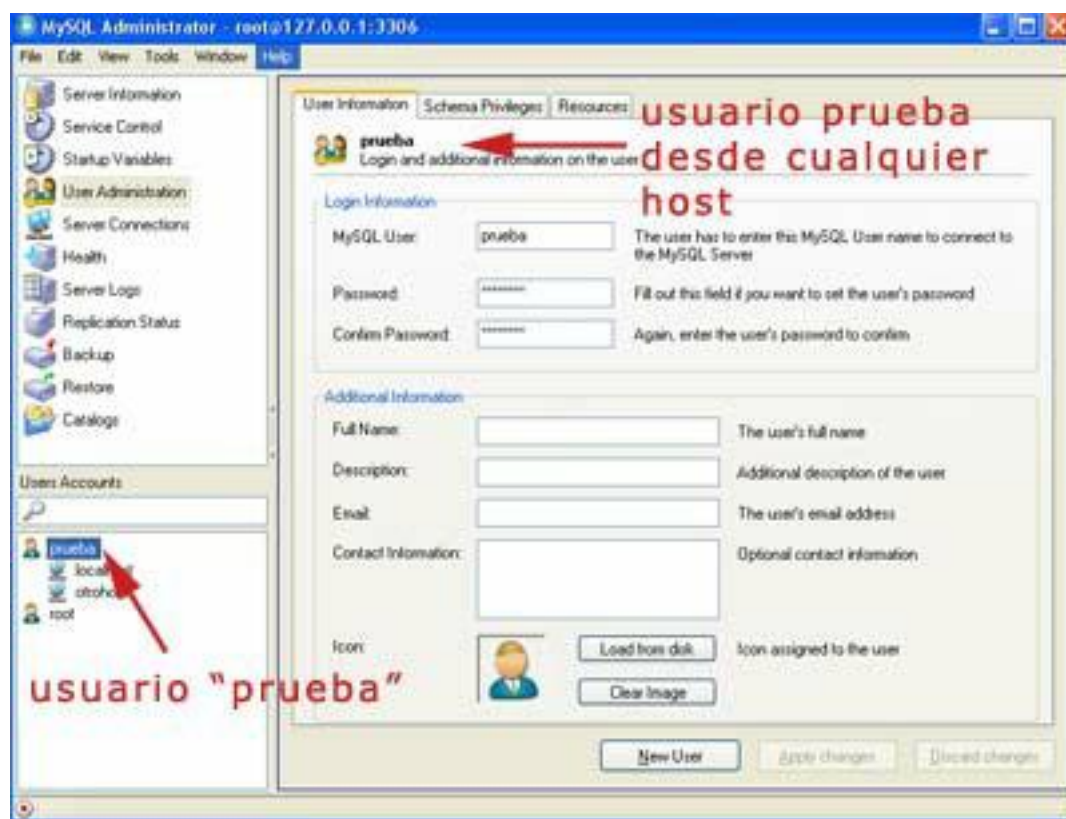 MySQL Administrator - root@127.0.0.1:3306
File Edit View Tools Window Help
Server Information
Service Control
Startup Variables
User Administration
Server Connections
Health
Server Logs
Replication Status
Backup
Restore
Catalogs
Users Accounts
prueba
root
usuario "prueba"
User Information Schema Privileges Resources
usuario prueba
desde cualquier
host
prueba
Login and additional information on the user
Login Information
MySQL User: prueba The user has to enter this MySQL User name to connect to
the MySQL Server
Password: ******** Fill out this field if you want to set the user's password
Confirm Password: ******** Again, enter the user's password to confirm
Additional Information
Full Name: The user's full name
Description: Additional description of the user
Email: The user's email address
Contact Information: Optional contact information
Icon: Load from disk Icon assigned to the user
Clear Image
New User Apply changes Discard changes